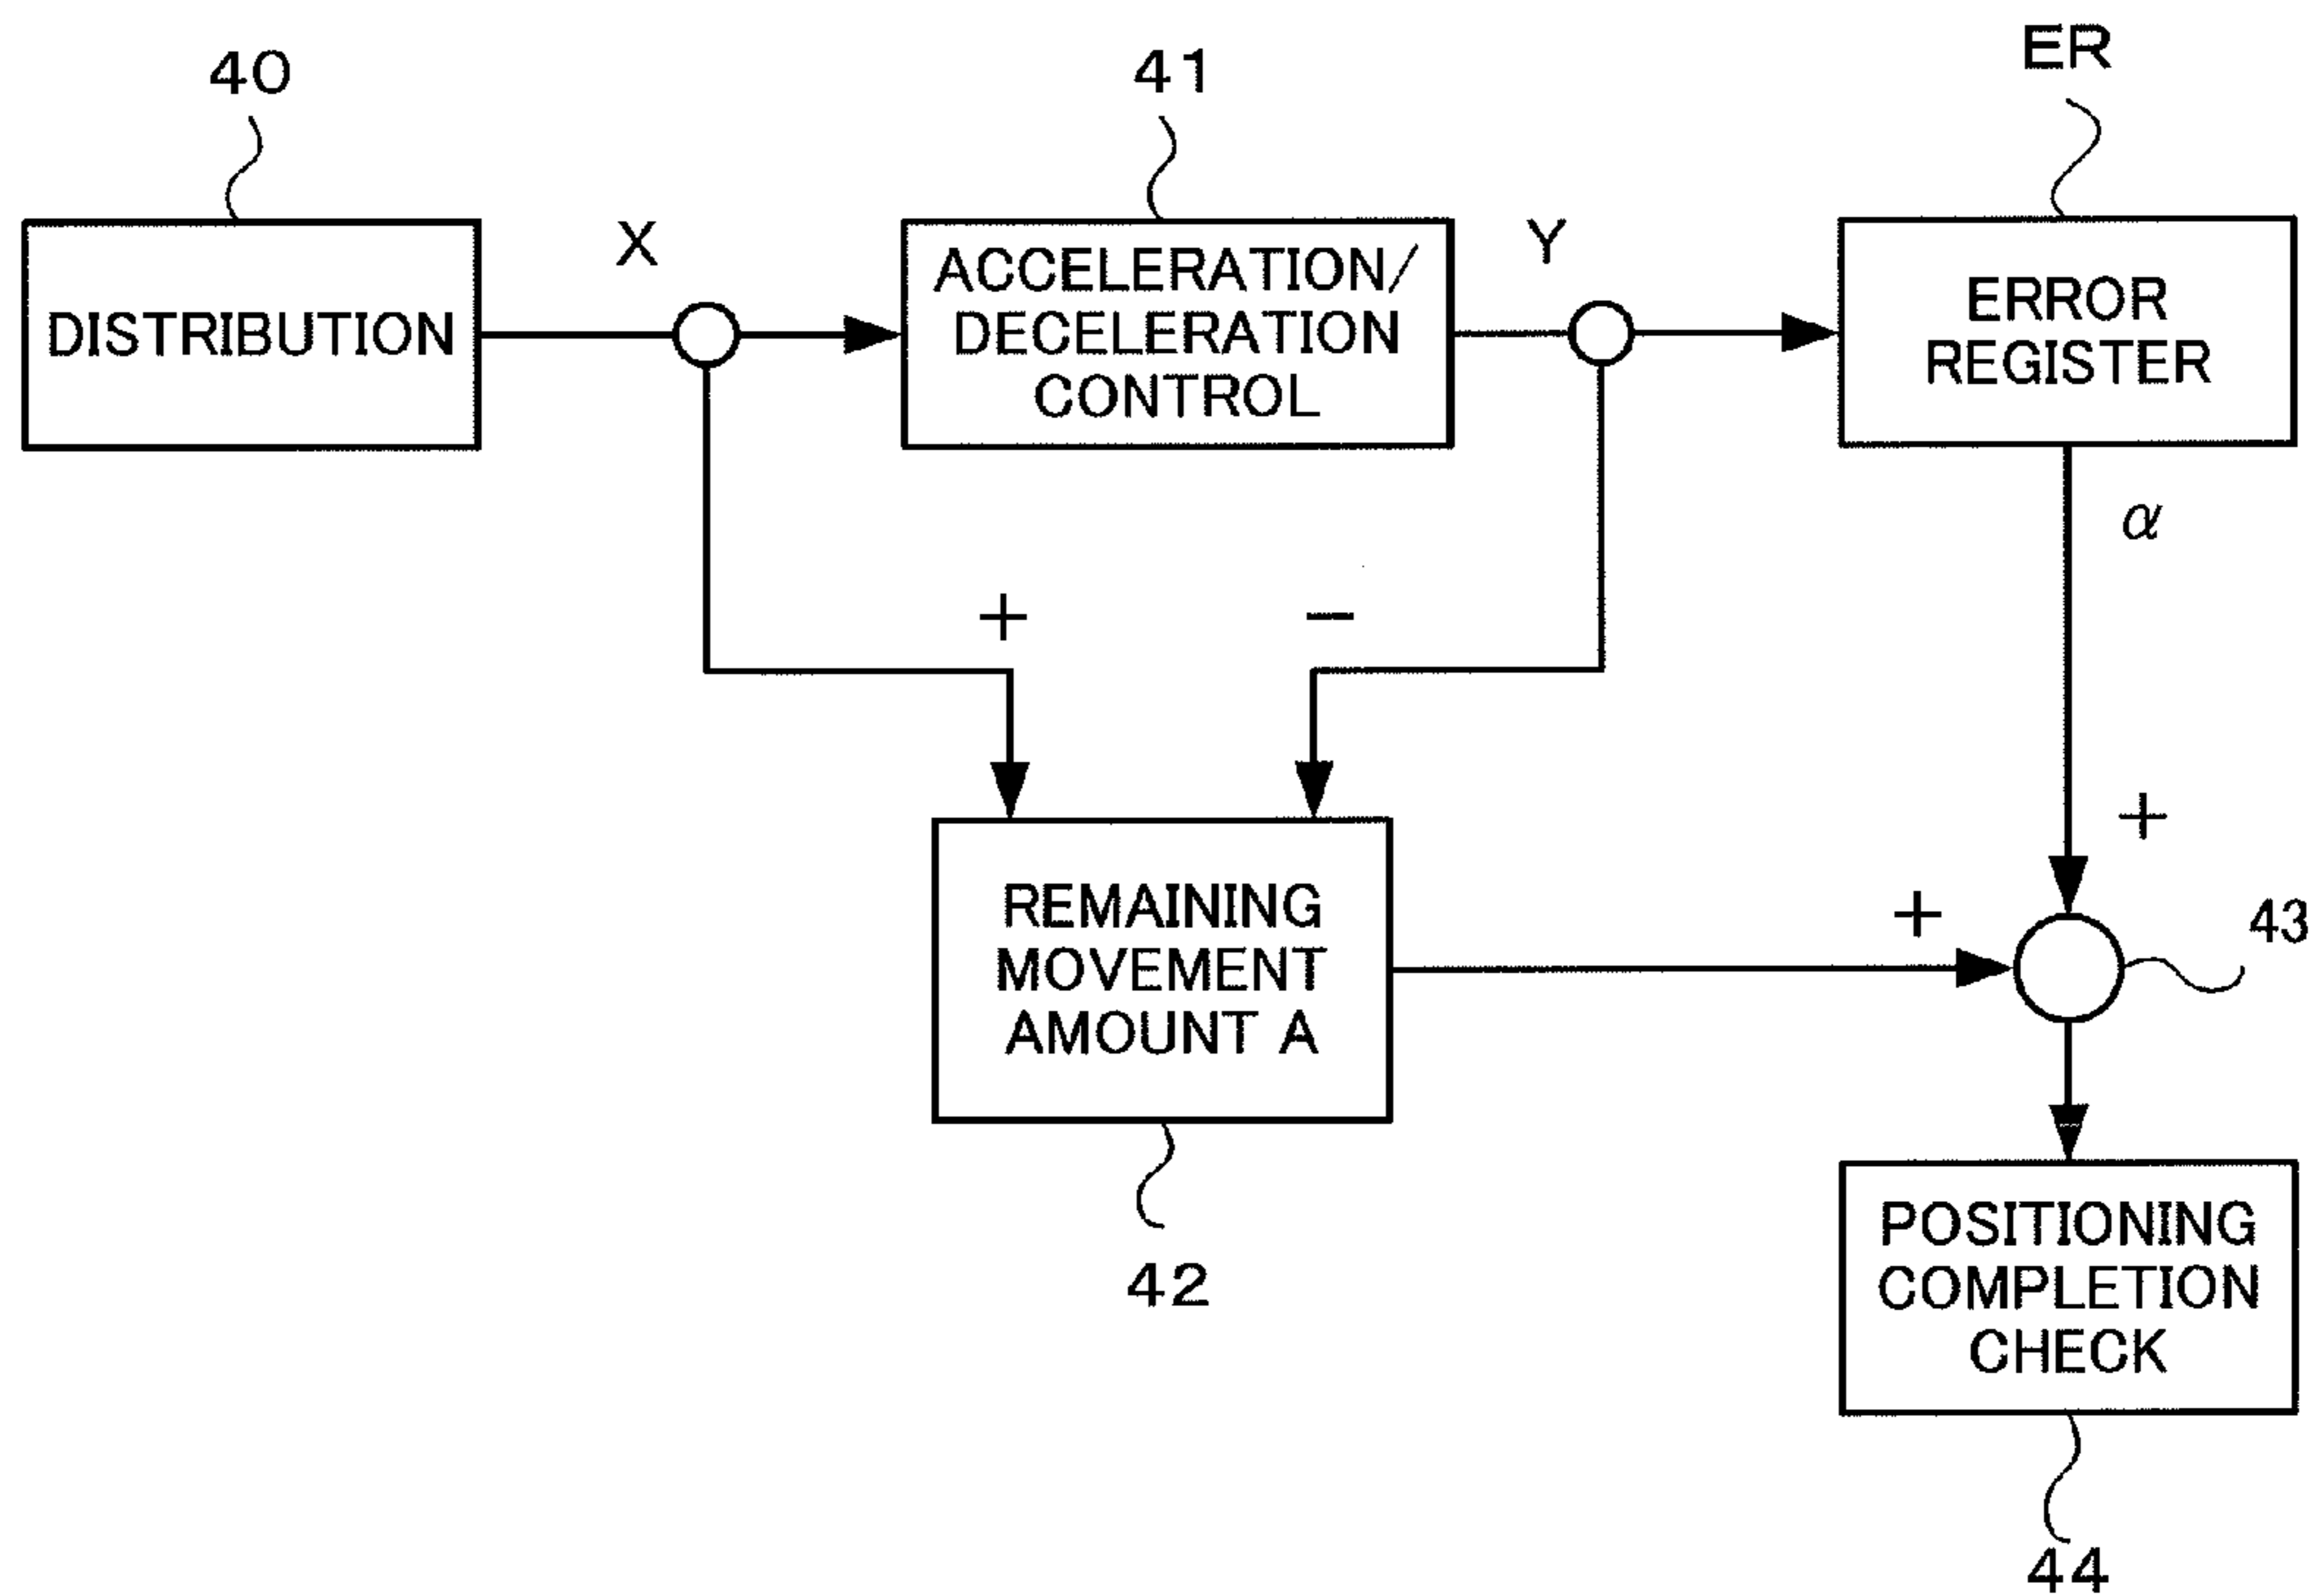 40
41
ER
DISTRIBUTION
X
ACCELERATION/
DECELERATION
CONTROL
Y
ERROR
REGISTER
α
+
−
+
+
43
REMAINING
MOVEMENT
AMOUNT A
42
POSITIONING
COMPLETION
CHECK
44